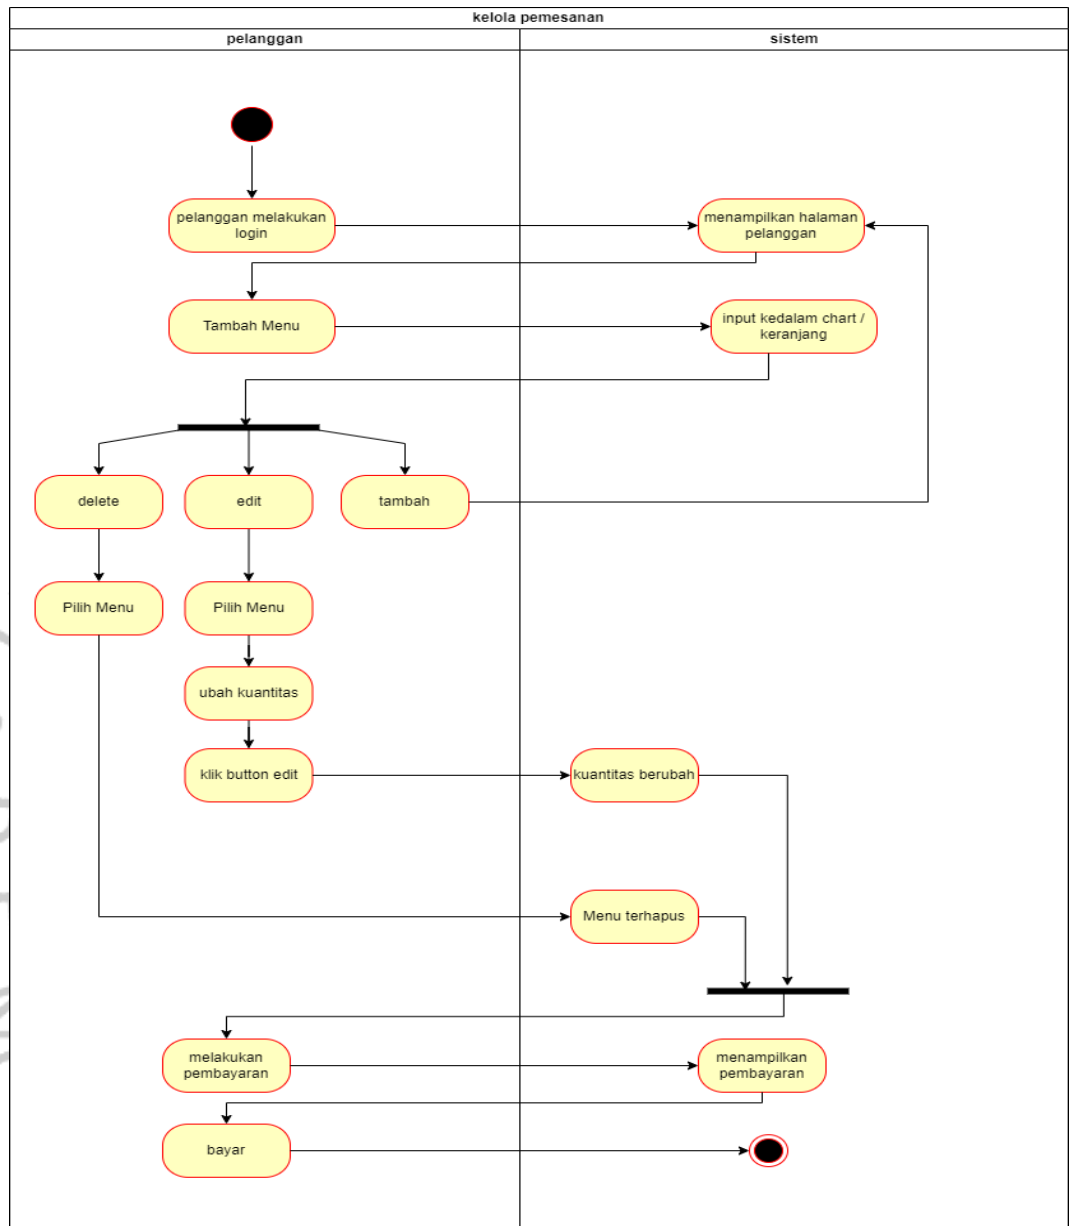 kelola pemesanan
pelanggan
sistem
pelanggan melakukan
login
menampilkan halaman
pelanggan
Tambah Menu
input kedalam chart /
keranjang
delete
edit
tambah
Pilih Menu
Pilih Menu
ubah kuantitas
klik button edit
kuantitas berubah
Menu terhapus
melakukan
pembayaran
menampilkan
pembayaran
bayar